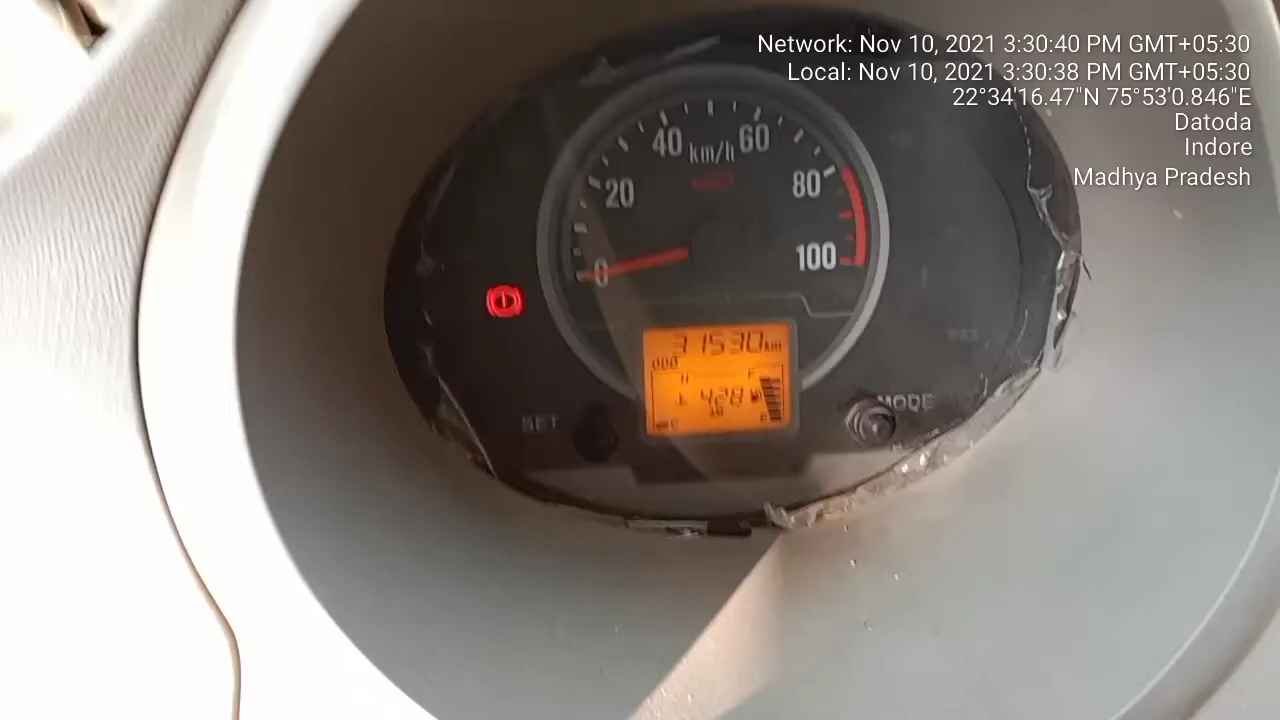 Network: Nov 10, 2021 3:30:40 PM GMT+05:30
Local: Nov 10, 2021 3:30:38 PM GMT+05:30
22°34'16.47"N 75°53'0.846"E
Datoda
Indore
Madhya Pradesh
40 60
km/h
20 80
0 100
31530 km
000
F
428
SET
MODE